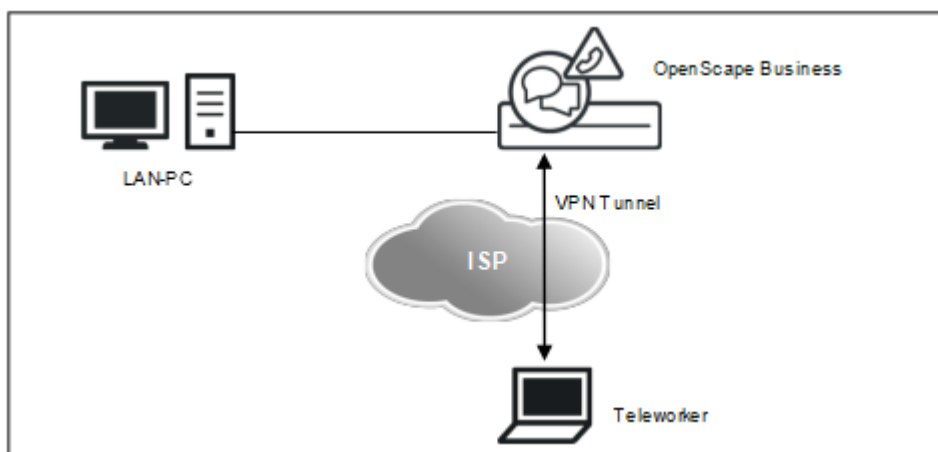 OpenScape Business
LAN-PC
VPN Tunnel
ISP
Teleworker